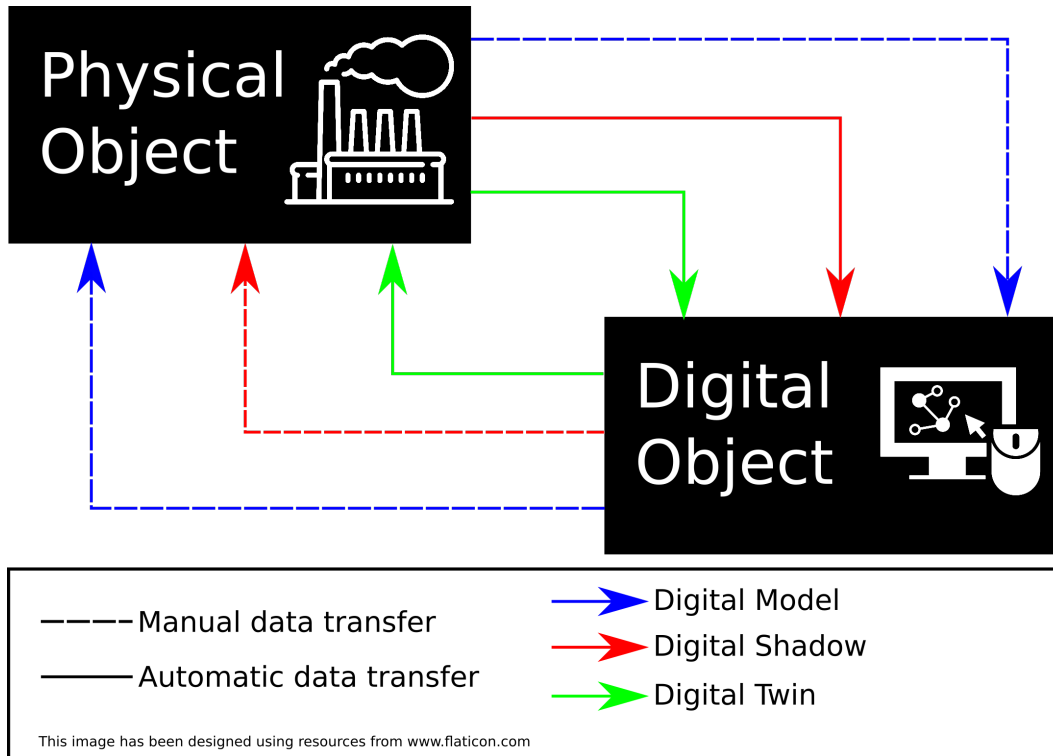 Physical
Object
Digital
Object
Manual data transfer
Automatic data transfer
Digital Model
Digital Shadow
Digital Twin
This image has been designed using resources from www.flaticon.com